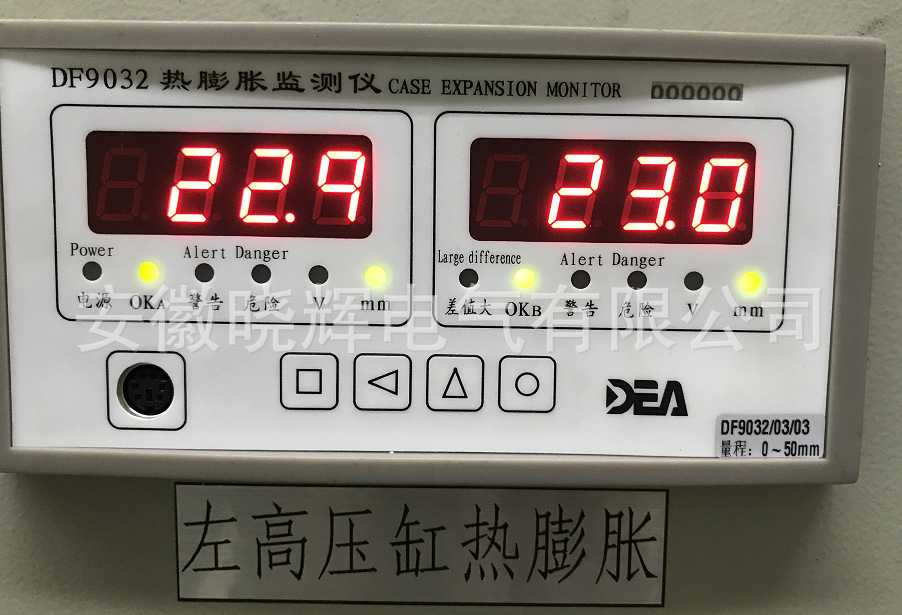 DF9032 热膨胀监测仪 CASE EXPANSION MONITOR 000000
22.9
23.0
Power Alert Danger
Large difference Alert Danger
电源 OKA 警告 危险 V mm
差值大 OKB 警告 危险 V mm
安徽晓辉电气有限公司
DEA
DF9032/03/03
量程: 0~50mm
左高压缸热膨胀